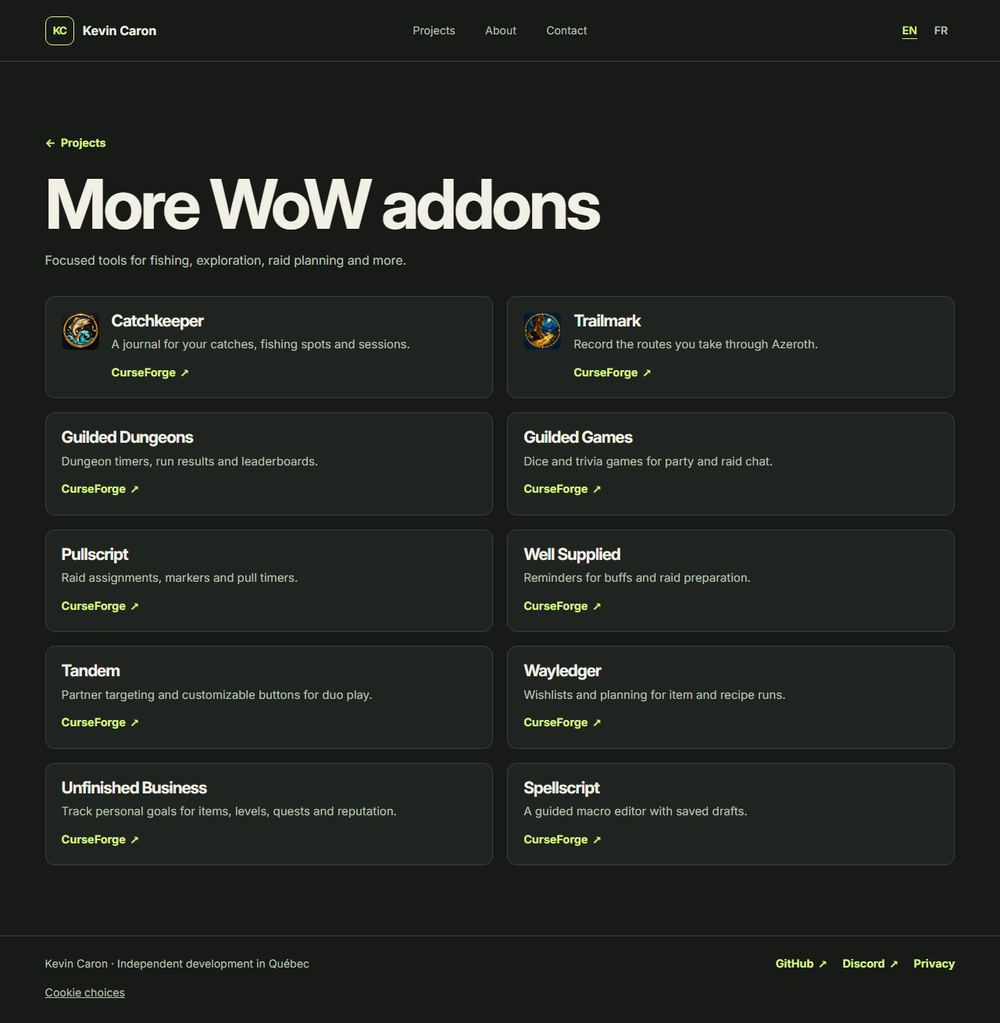 KC Kevin Caron Projects About Contact EN FR
← Projects
More WoW addons
Focused tools for fishing, exploration, raid planning and more.
Catchkeeper
A journal for your catches, fishing spots and sessions.
CurseForge ↗
Trailmark
Record the routes you take through Azeroth.
CurseForge ↗
Guilded Dungeons
Dungeon timers, run results and leaderboards.
CurseForge ↗
Guilded Games
Dice and trivia games for party and raid chat.
CurseForge ↗
Pullscript
Raid assignments, markers and pull timers.
CurseForge ↗
Well Supplied
Reminders for buffs and raid preparation.
CurseForge ↗
Tandem
Partner targeting and customizable buttons for duo play.
CurseForge ↗
Wayledger
Wishlists and planning for item and recipe runs.
CurseForge ↗
Unfinished Business
Track personal goals for items, levels, quests and reputation.
CurseForge ↗
Spellscript
A guided macro editor with saved drafts.
CurseForge ↗
Kevin Caron · Independent development in Québec GitHub ↗ Discord ↗ Privacy
Cookie choices